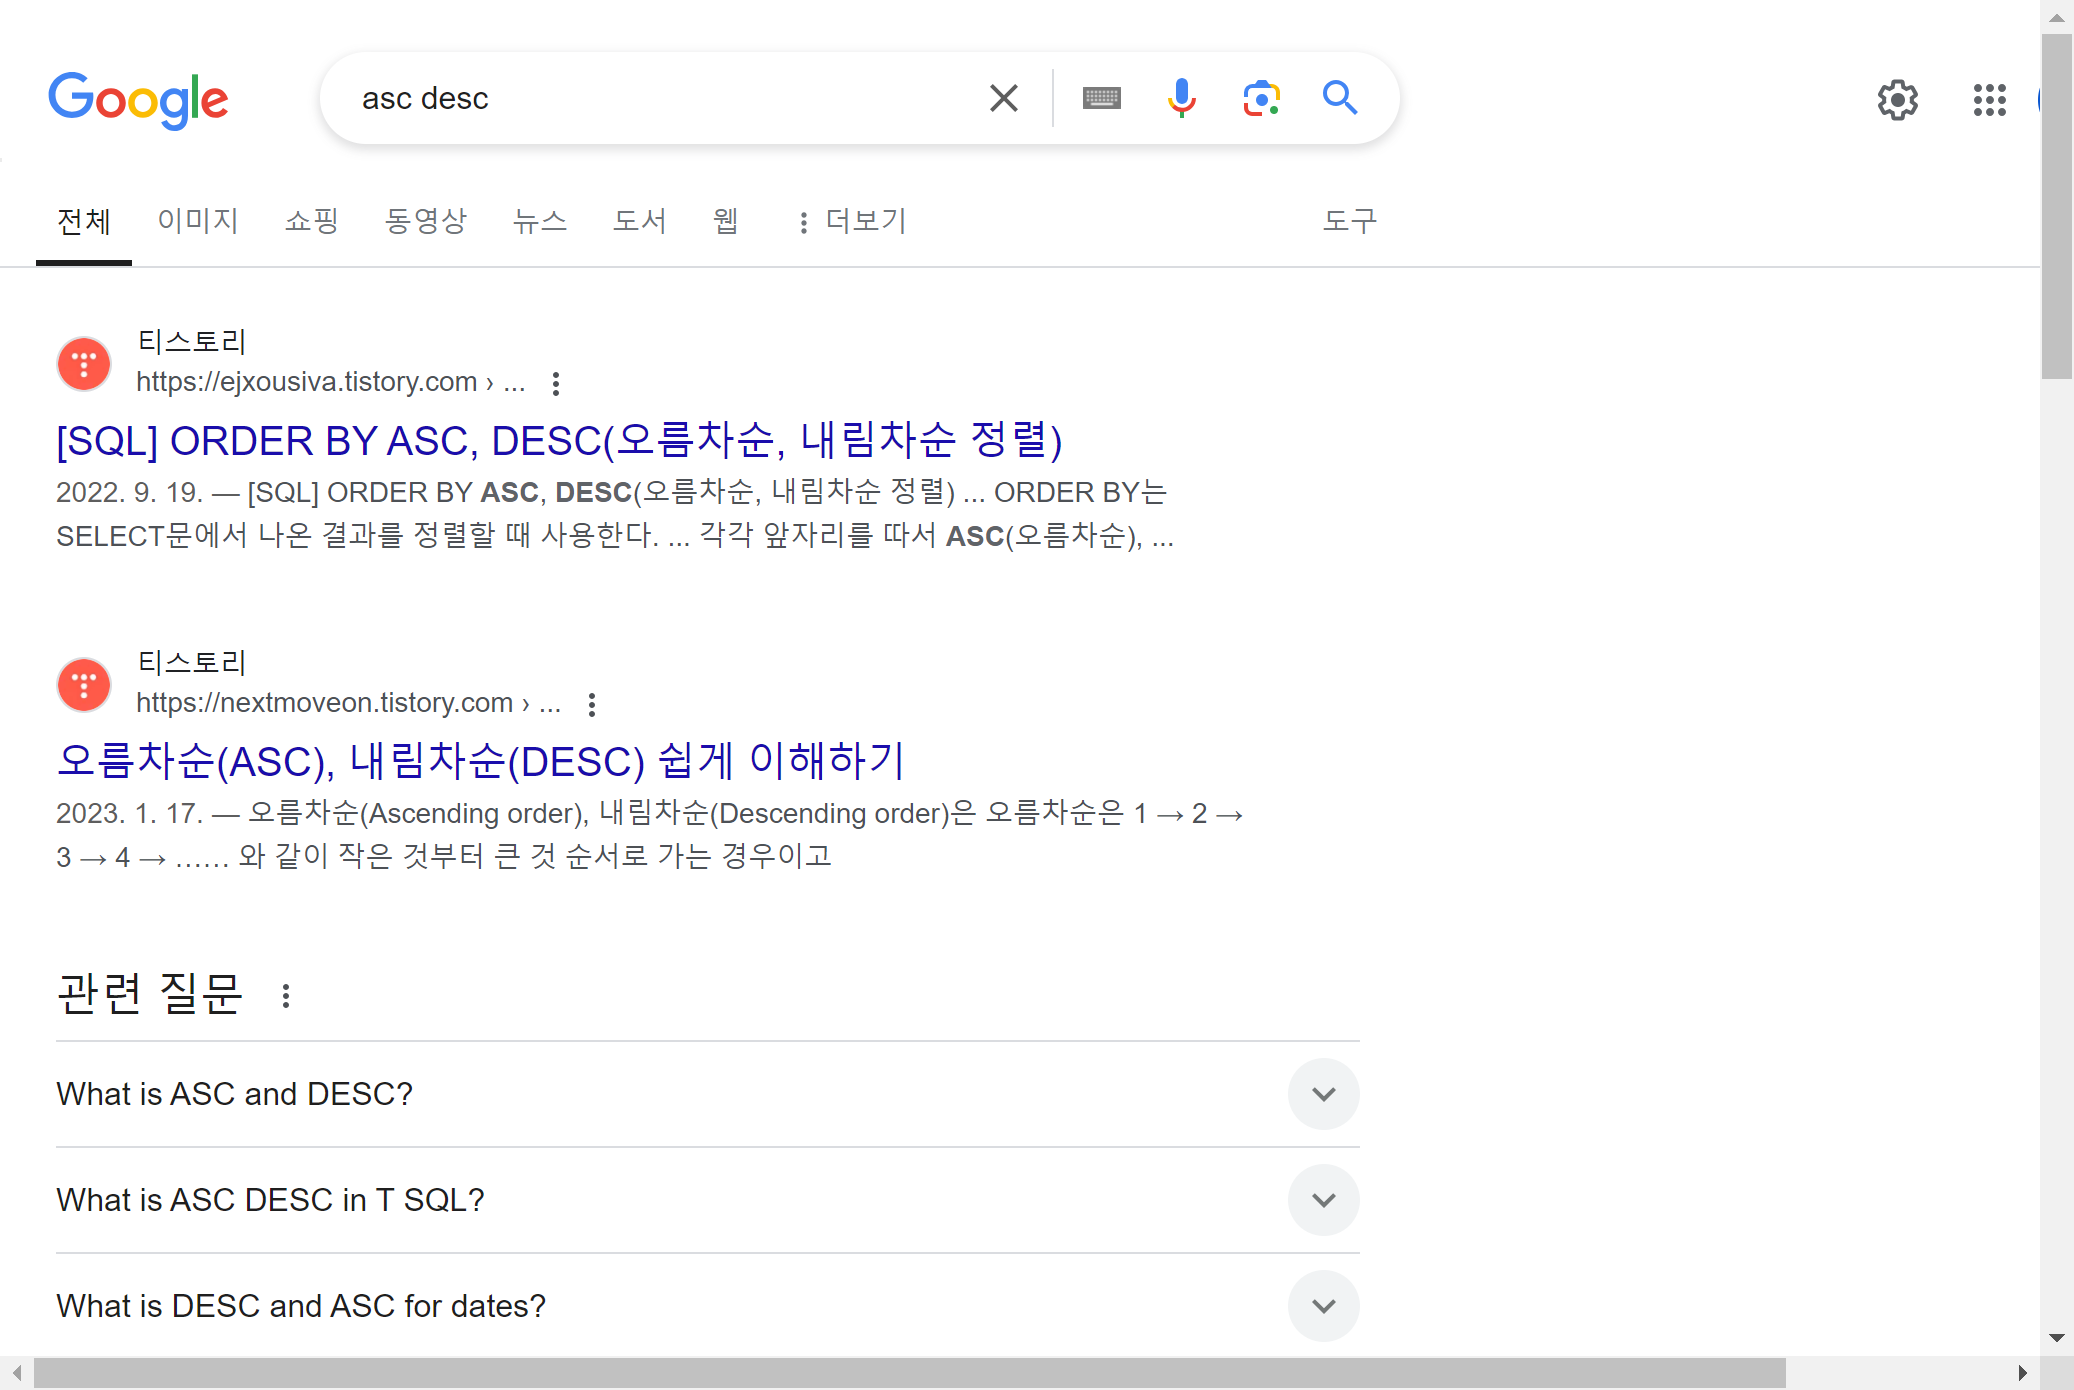 Google
asc desc
전체 이미지 쇼핑 동영상 뉴스 도서 웹 더보기 도구
티스토리
https://ejxousiva.tistory.com › ...
[SQL] ORDER BY ASC, DESC(오름차순, 내림차순 정렬)
2022. 9. 19. — [SQL] ORDER BY ASC, DESC(오름차순, 내림차순 정렬) ... ORDER BY는
SELECT문에서 나온 결과를 정렬할 때 사용한다. ... 각각 앞자리를 따서 ASC(오름차순), ...
티스토리
https://nextmoveon.tistory.com › ...
오름차순(ASC), 내림차순(DESC) 쉽게 이해하기
2023. 1. 17. — 오름차순(Ascending order), 내림차순(Descending order)은 오름차순은 1 → 2 →
3 → 4 → …… 와 같이 작은 것부터 큰 것 순서로 가는 경우이고
관련 질문
What is ASC and DESC?
What is ASC DESC in T SQL?
What is DESC and ASC for dates?